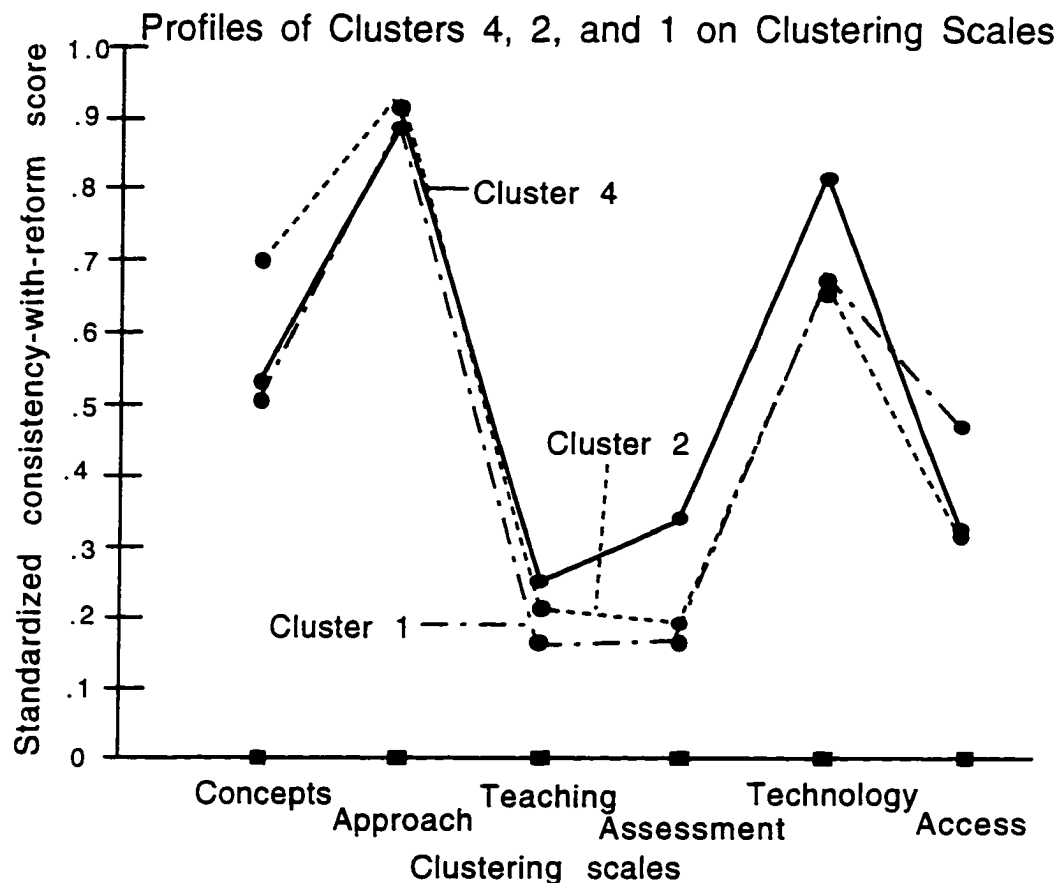 Profiles of Clusters 4, 2, and 1 on Clustering Scales
Standardized consistency-with-reform score
1.0
.9
.8
.7
.6
.5
.4
.3
.2
.1
0
Cluster 4
Cluster 2
Cluster 1
Concepts
Approach
Teaching
Assessment
Technology
Access
Clustering scales